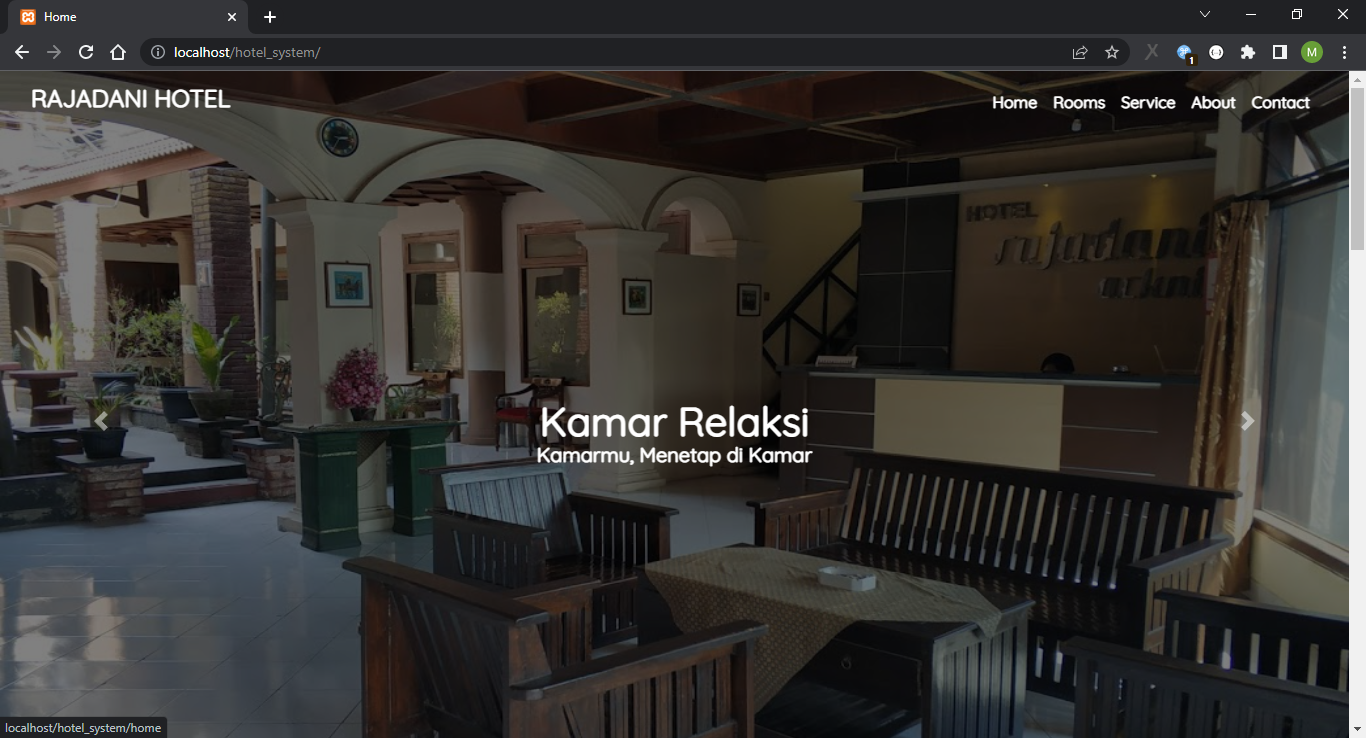 Home
localhost/hotel_system/
1
M
RAJADANI HOTEL
Home Rooms Service About Contact
HOTEL
rajadani
Kamar Relaksi
Kamarmu, Menetap di Kamar
localhost/hotel_system/home